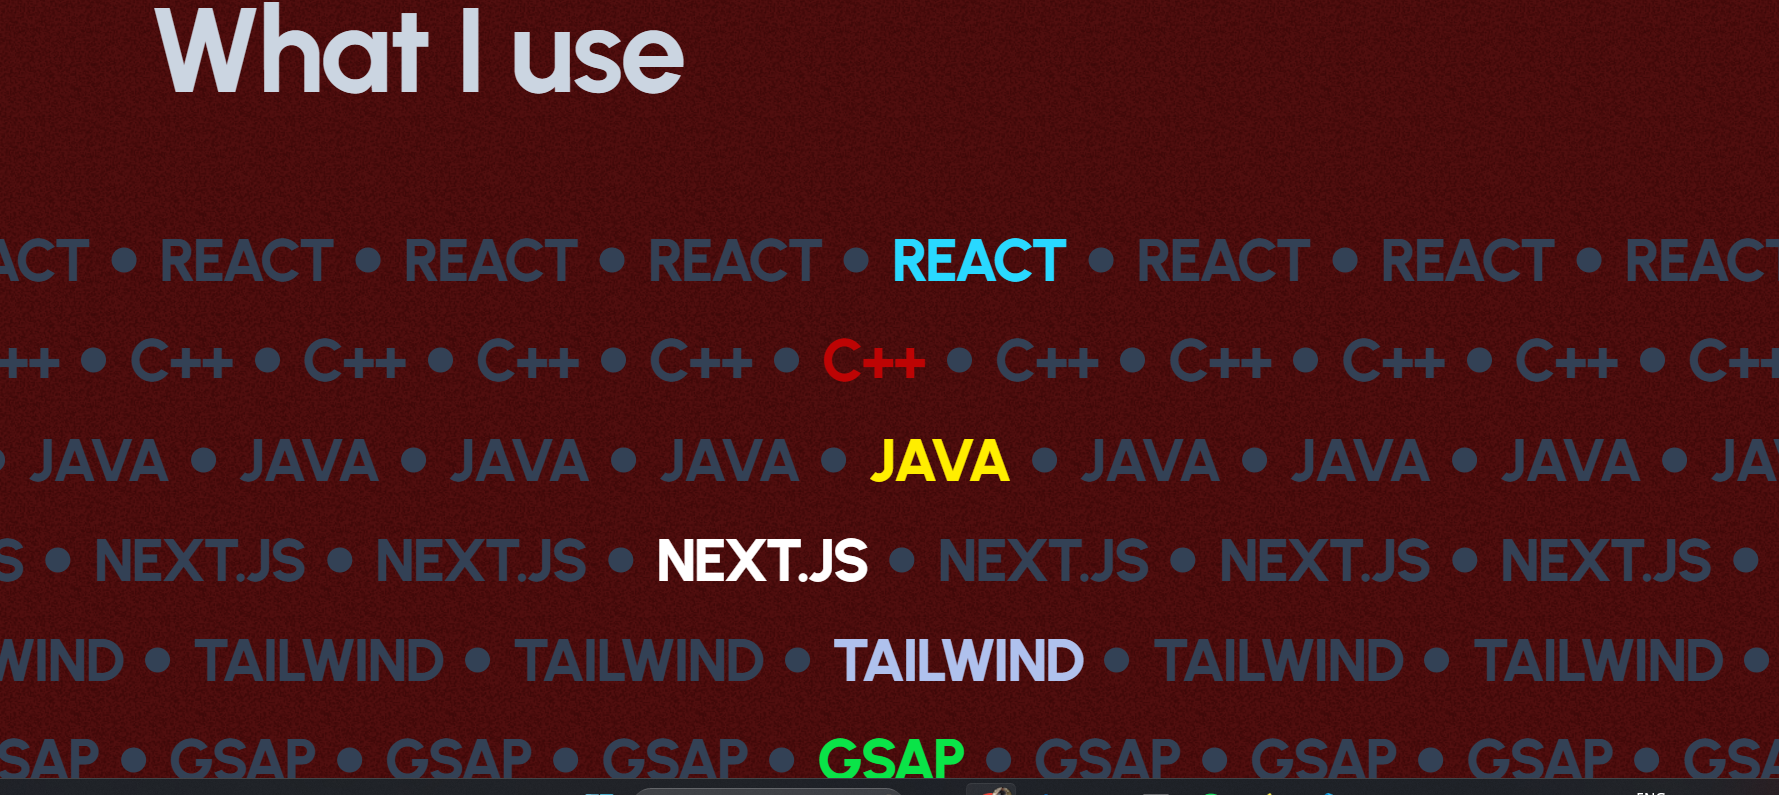 What I use
ACT ● REACT ● REACT ● REACT ● REACT ● REACT ● REACT ● REACT
++ ● C++ ● C++ ● C++ ● C++ ● C++ ● C++ ● C++ ● C++ ● C++ ● C++
● JAVA ● JAVA ● JAVA ● JAVA ● JAVA ● JAVA ● JAVA ● JAVA ● JA
S ● NEXT.JS ● NEXT.JS ● NEXT.JS ● NEXT.JS ● NEXT.JS ● NEXT.JS ●
WIND ● TAILWIND ● TAILWIND ● TAILWIND ● TAILWIND ● TAILWIND ●
SAP ● GSAP ● GSAP ● GSAP ● GSAP ● GSAP ● GSAP ● GSAP ● GSA
ENG